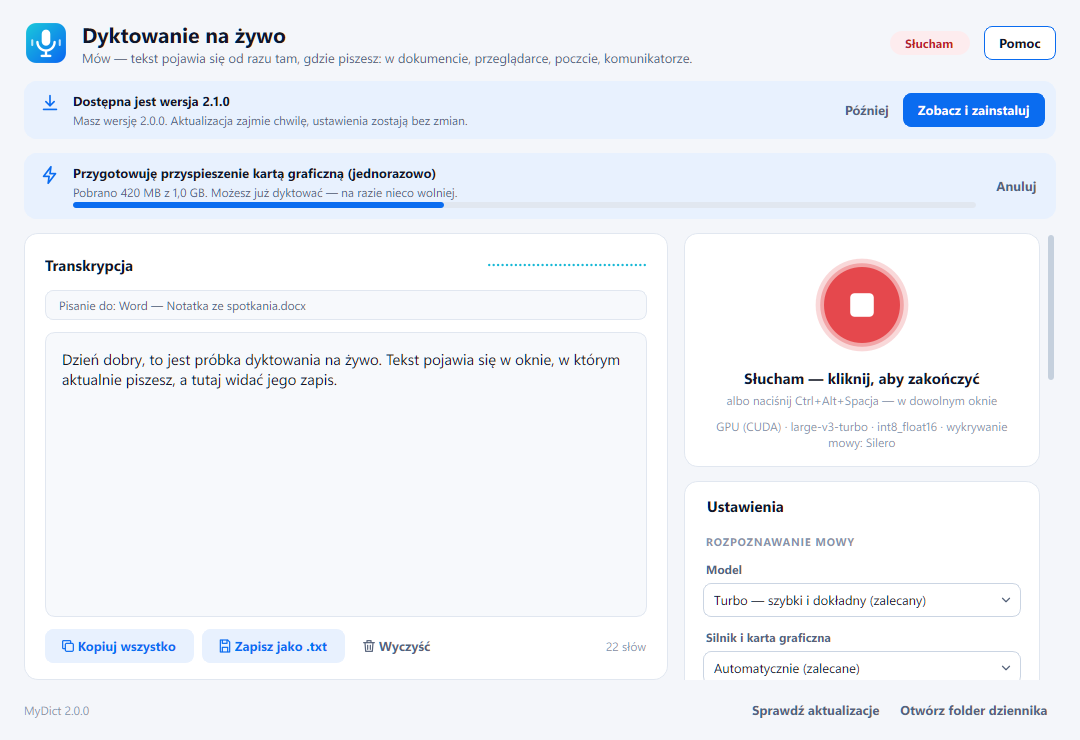 Dyktowanie na żywo
Mów — tekst pojawia się od razu tam, gdzie piszesz: w dokumencie, przeglądarce, poczcie, komunikatorze.
Słucham
Pomoc
Dostępna jest wersja 2.1.0
Masz wersję 2.0.0. Aktualizacja zajmie chwilę, ustawienia zostają bez zmian.
Później
Zobacz i zainstaluj
Przygotowuję przyspieszenie kartą graficzną (jednorazowo)
Pobrano 420 MB z 1,0 GB. Możesz już dyktować — na razie nieco wolniej.
Anuluj
Transkrypcja
Pisanie do: Word — Notatka ze spotkania.docx
Dzień dobry, to jest próbka dyktowania na żywo. Tekst pojawia się w oknie, w którym
aktualnie piszesz, a tutaj widać jego zapis.
Kopiuj wszystko
Zapisz jako .txt
Wyczyść
22 słów
Słucham — kliknij, aby zakończyć
albo naciśnij Ctrl+Alt+Spacja — w dowolnym oknie
GPU (CUDA) · large-v3-turbo · int8_float16 · wykrywanie
mowy: Silero
Ustawienia
ROZPOZNAWANIE MOWY
Model
Turbo — szybki i dokładny (zalecany)
Silnik i karta graficzna
Automatycznie (zalecane)
MyDict 2.0.0
Sprawdź aktualizacje
Otwórz folder dziennika